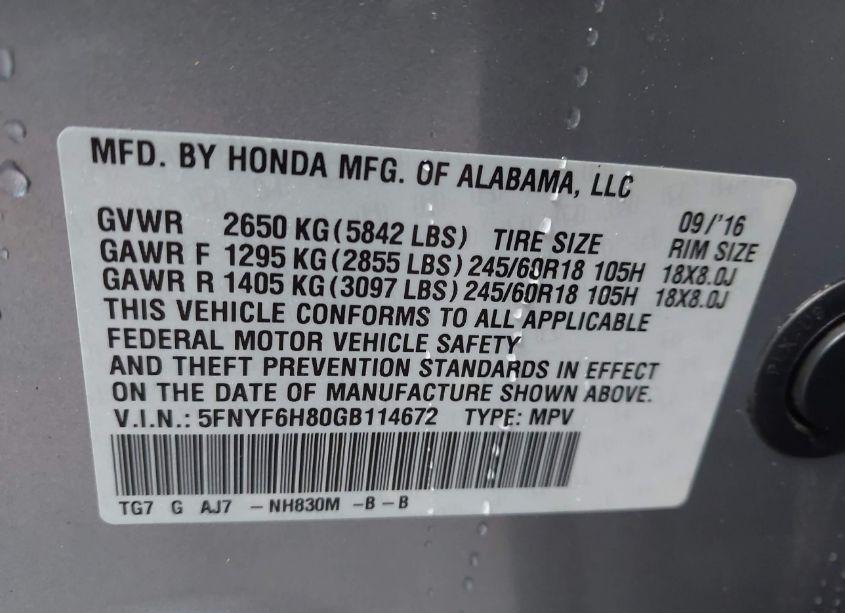 MFD. BY HONDA MFG. OF ALABAMA, LLC
09/'16
GVWR 2650 KG (5842 LBS) TIRE SIZE RIM SIZE
GAWR F 1295 KG (2855 LBS) 245/60R18 105H 18X8.0J
GAWR R 1405 KG (3097 LBS) 245/60R18 105H 18X8.0J
THIS VEHICLE CONFORMS TO ALL APPLICABLE
FEDERAL MOTOR VEHICLE SAFETY
AND THEFT PREVENTION STANDARDS IN EFFECT
ON THE DATE OF MANUFACTURE SHOWN ABOVE.
V.I.N.: 5FNYF6H80GB114672 TYPE: MPV
TG7 G AJ7 – NH830M – B – B